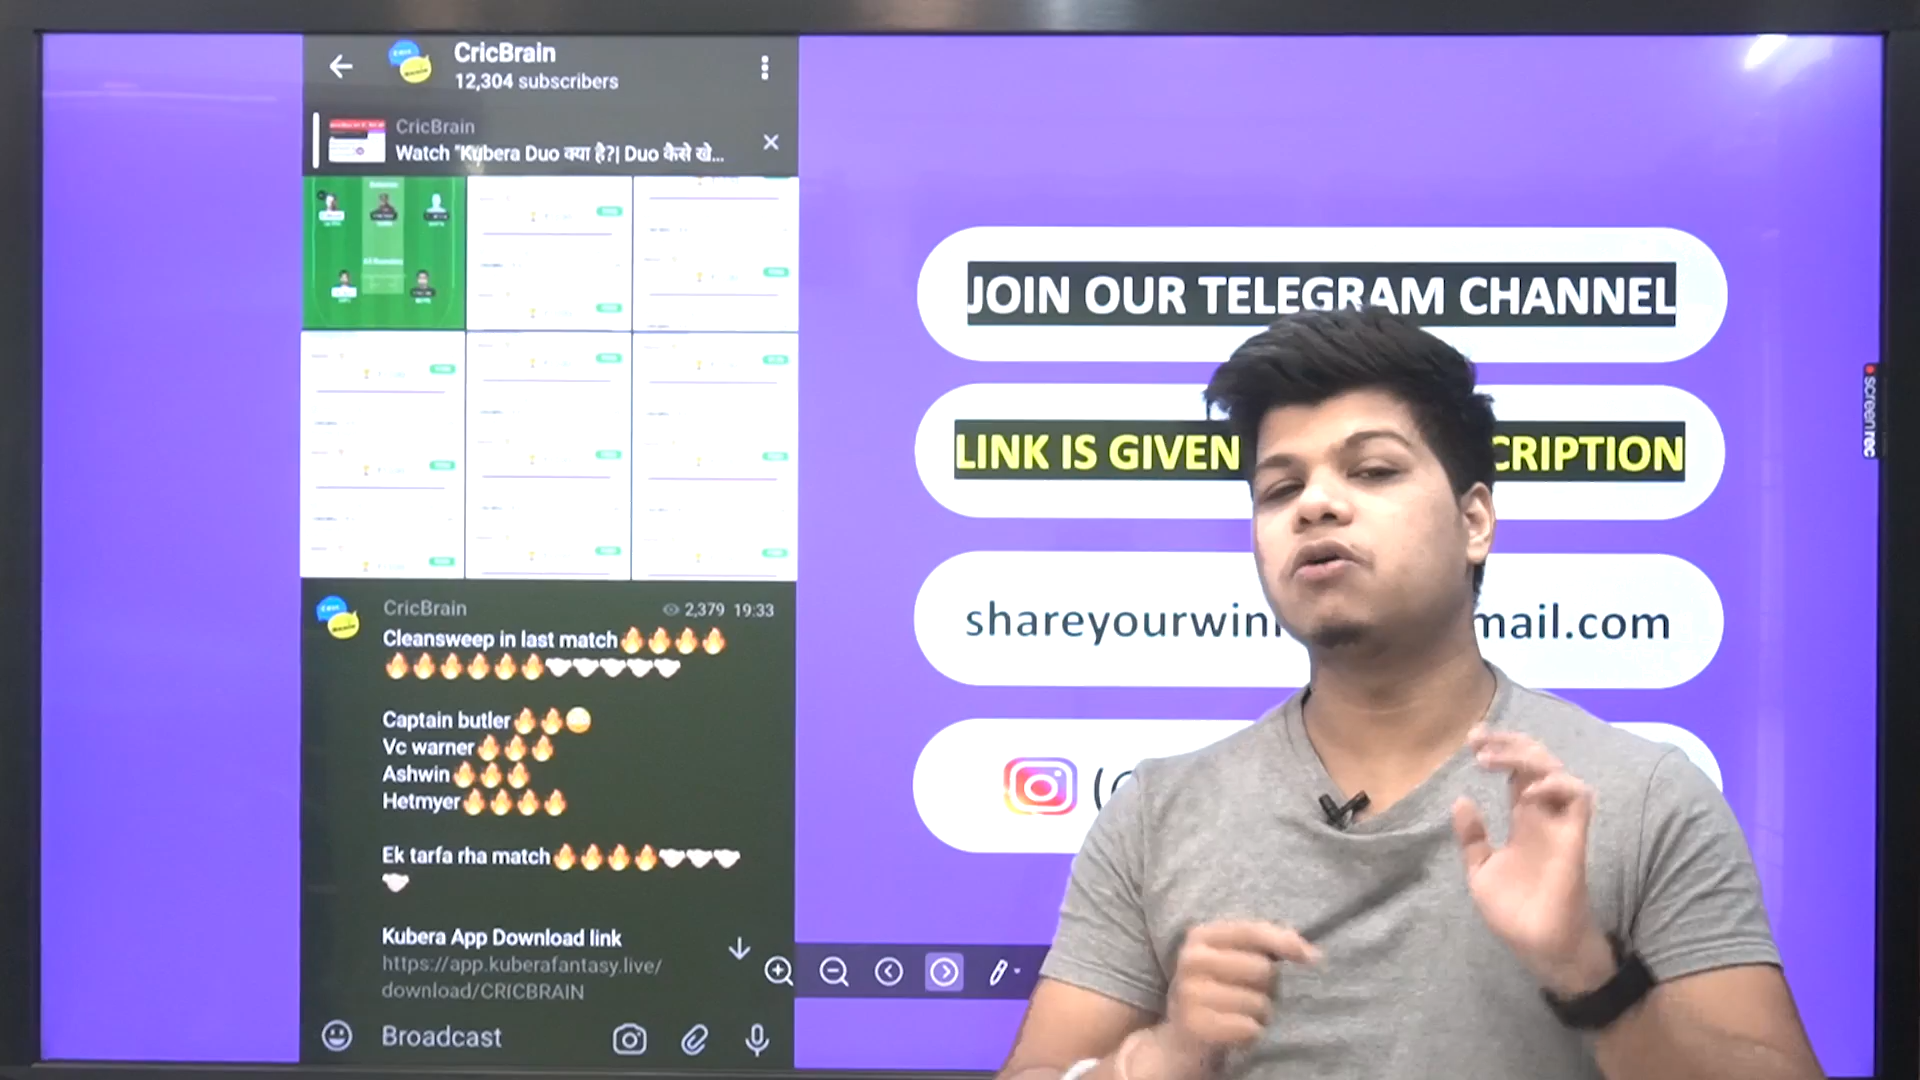 CricBrain
12,304 subscribers
CricBrain
Watch "Kubera Duo क्या है?| Duo कैसे खे...
CricBrain
2,379 19:33
Cleansweep in last match🔥🔥🔥🔥
🔥🔥🔥🔥🔥🔥🤝🤝🤝🤝🤝
Captain butler🔥🔥
Vc warner🔥🔥🔥
Ashwin🔥🔥🔥
Hetmyer🔥🔥🔥🔥
Ek tarfa rha match🔥🔥🔥🔥🤝🤝🤝
🤝
Kubera App Download link
https://app.kuberafantasy.live/
download/CRICBRAIN
Broadcast
JOIN OUR TELEGRAM CHANNEL
LINK IS GIVEN CRIPTION
shareyourwin mail.com
screen rec